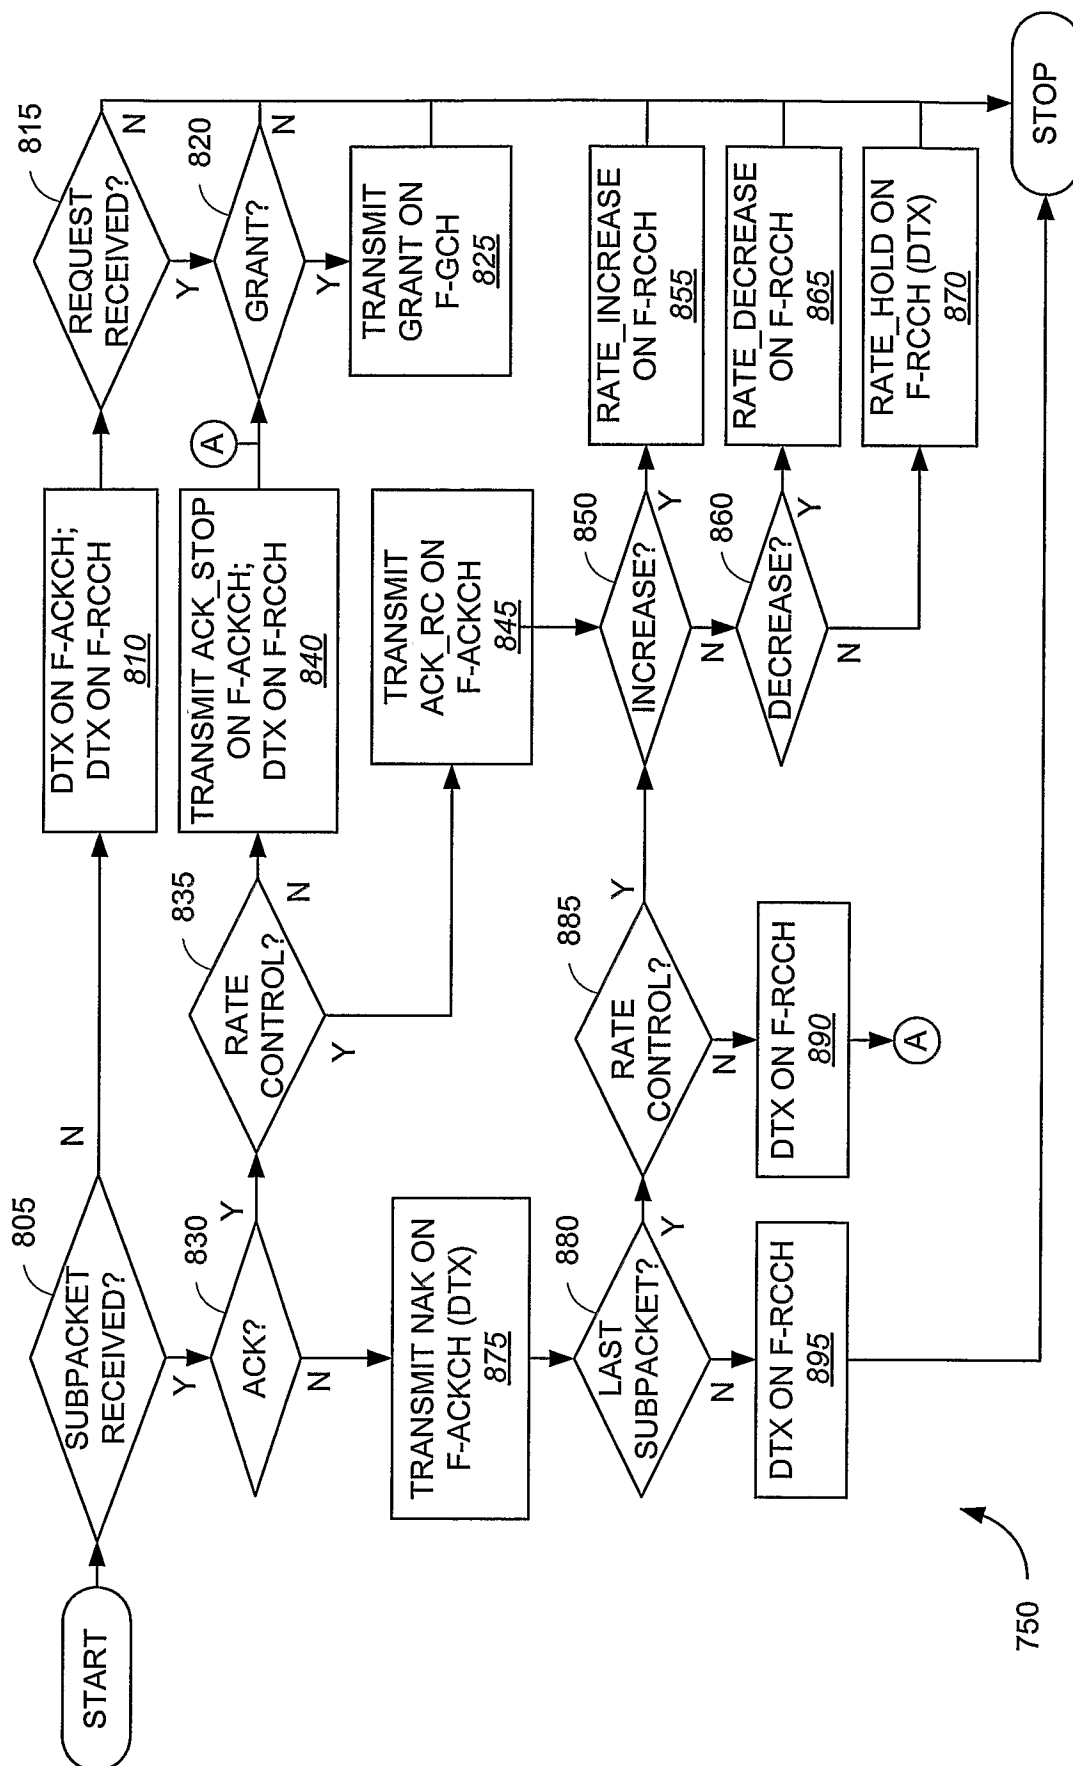 START
SUBPACKET
RECEIVED?
805
N
Y
DTX ON F-ACKCH;
DTX ON F-RCCH
810
REQUEST
RECEIVED?
815
N
Y
ACK?
830
Y
N
RATE
CONTROL?
835
N
Y
TRANSMIT ACK_STOP
ON F-ACKCH;
DTX ON F-RCCH
840
A
GRANT?
820
N
Y
TRANSMIT
GRANT ON
F-GCH
825
TRANSMIT NAK ON
F-ACKCH (DTX)
875
TRANSMIT
ACK_RC ON
F-ACKCH
845
LAST
SUBPACKET?
880
Y
N
RATE
CONTROL?
885
Y
N
INCREASE?
850
Y
N
RATE_INCREASE
ON F-RCCH
855
DTX ON F-RCCH
895
DTX ON F-RCCH
890
A
DECREASE?
860
Y
N
RATE_DECREASE
ON F-RCCH
865
RATE_HOLD ON
F-RCCH (DTX)
870
STOP
750